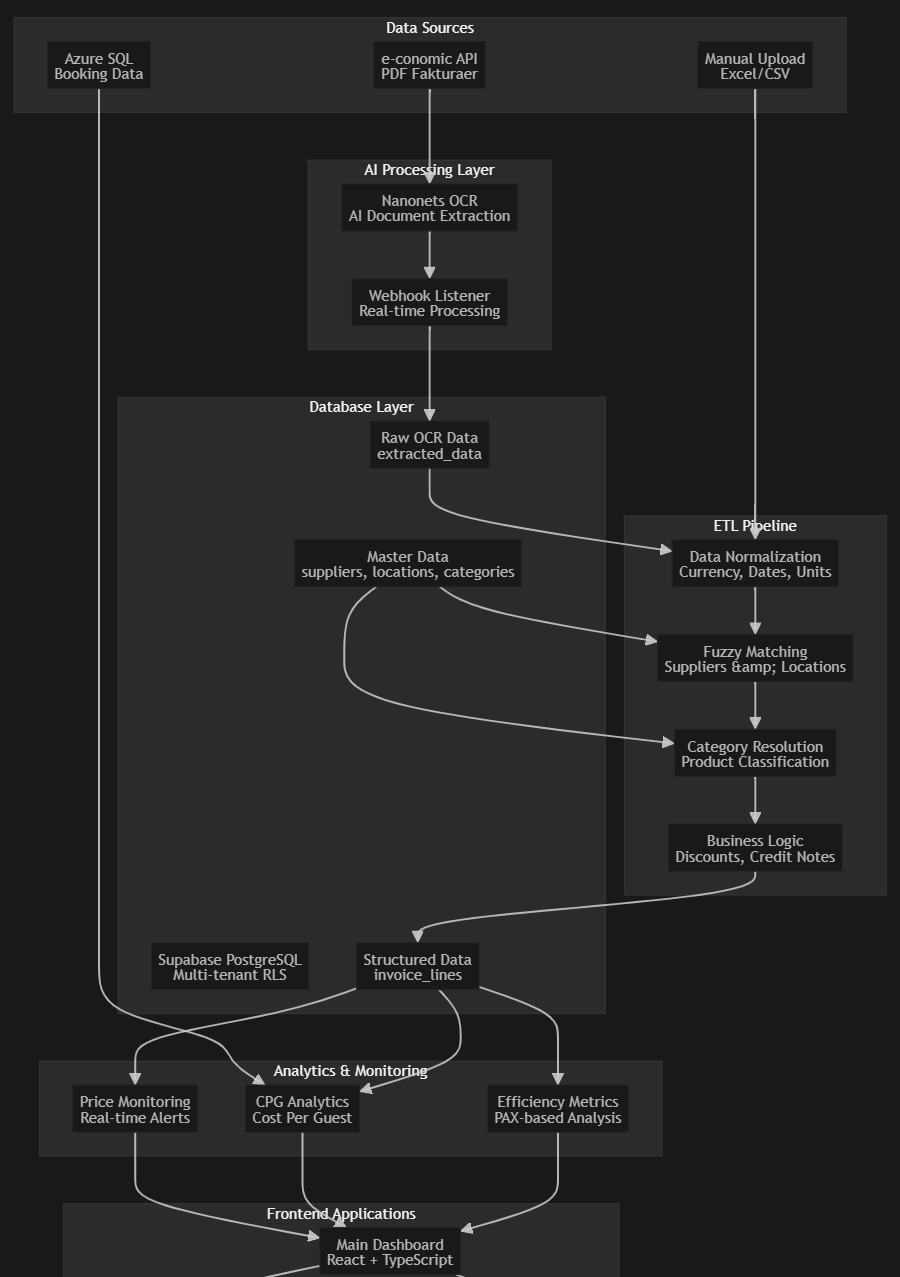 Data Sources
Azure SQL
Booking Data
e-conomic API
PDF Fakturaer
Manual Upload
Excel/CSV
AI Processing Layer
Nanonets OCR
AI Document Extraction
Webhook Listener
Real-time Processing
Database Layer
Raw OCR Data
extracted_data
ETL Pipeline
Master Data
suppliers, locations, categories
Data Normalization
Currency, Dates, Units
Fuzzy Matching
Suppliers &amp; Locations
Category Resolution
Product Classification
Business Logic
Discounts, Credit Notes
Supabase PostgreSQL
Multi-tenant RLS
Structured Data
invoice_lines
Analytics & Monitoring
Price Monitoring
Real-time Alerts
CPG Analytics
Cost Per Guest
Efficiency Metrics
PAX-based Analysis
Frontend Applications
Main Dashboard
React + TypeScript